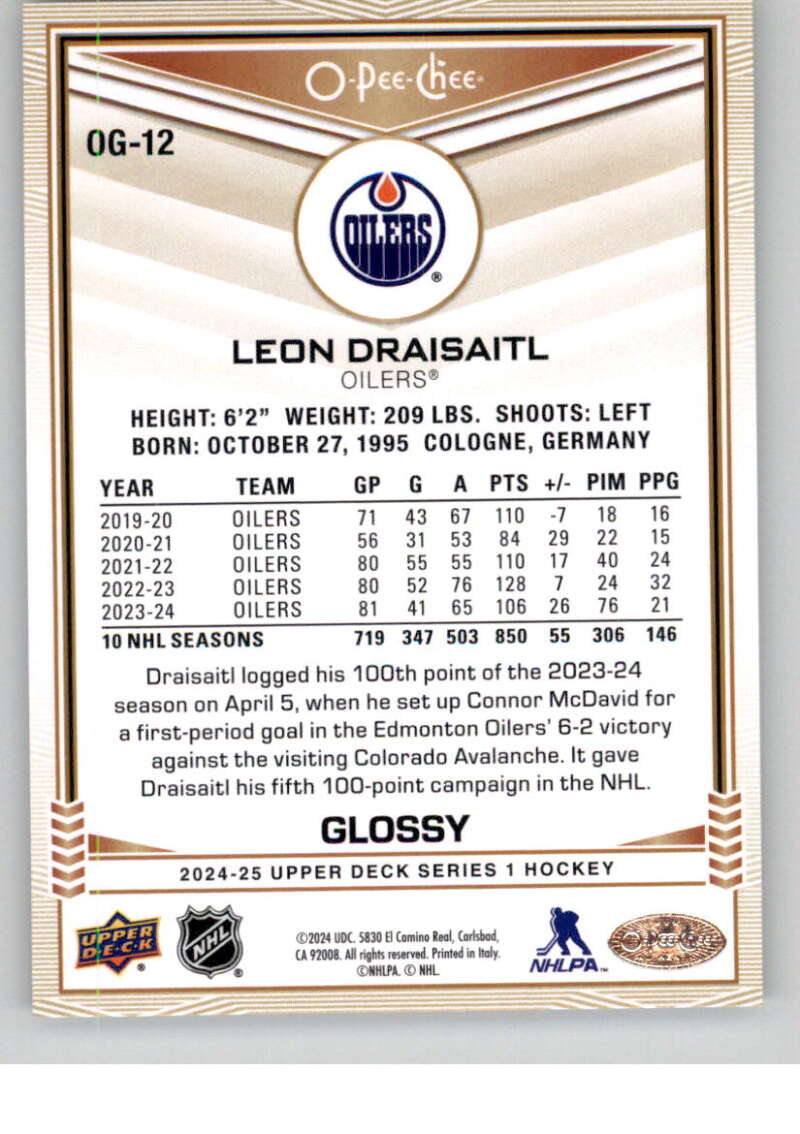 O-Pee-Chee®
OG-12
OILERS
®
LEON DRAISAITL
OILERS®
HEIGHT: 6'2" WEIGHT: 209 LBS. SHOOTS: LEFT
BORN: OCTOBER 27, 1995 COLOGNE, GERMANY
YEAR TEAM GP G A PTS +/- PIM PPG
2019-20 OILERS 71 43 67 110 -7 18 16
2020-21 OILERS 56 31 53 84 29 22 15
2021-22 OILERS 80 55 55 110 17 40 24
2022-23 OILERS 80 52 76 128 7 24 32
2023-24 OILERS 81 41 65 106 26 76 21
10 NHL SEASONS 719 347 503 850 55 306 146
Draisaitl logged his 100th point of the 2023-24
season on April 5, when he set up Connor McDavid for
a first-period goal in the Edmonton Oilers' 6-2 victory
against the visiting Colorado Avalanche. It gave
Draisaitl his fifth 100-point campaign in the NHL.
GLOSSY
2024-25 UPPER DECK SERIES 1 HOCKEY
UPPER
D·E·C·K
®
NHL
®
©2024 UDC. 5830 El Camino Real, Carlsbad,
CA 92008. All rights reserved. Printed in Italy.
©NHLPA. © NHL.
NHLPA™
O-Pee-Chee